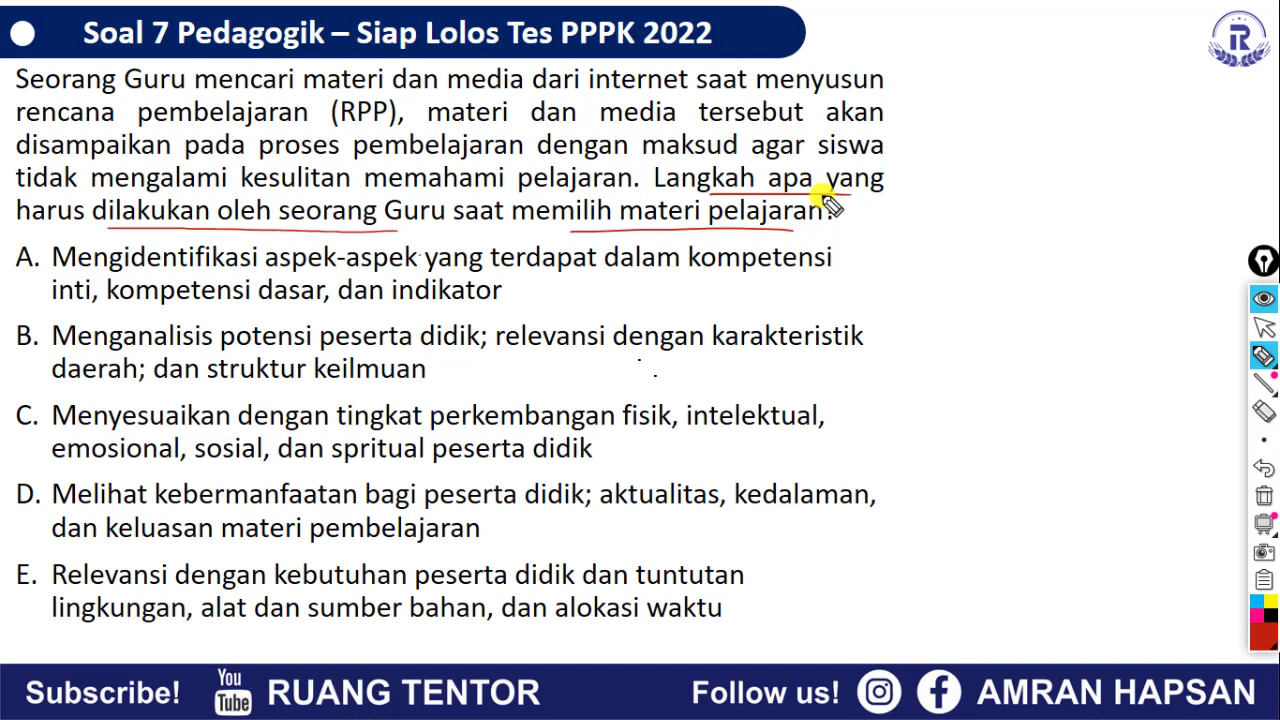 Soal 7 Pedagogik – Siap Lolos Tes PPPK 2022
Seorang Guru mencari materi dan media dari internet saat menyusun
rencana pembelajaran (RPP), materi dan media tersebut akan
disampaikan pada proses pembelajaran dengan maksud agar siswa
tidak mengalami kesulitan memahami pelajaran. Langkah apa yang
harus dilakukan oleh seorang Guru saat memilih materi pelajaran?
A. Mengidentifikasi aspek-aspek yang terdapat dalam kompetensi
inti, kompetensi dasar, dan indikator
B. Menganalisis potensi peserta didik; relevansi dengan karakteristik
daerah; dan struktur keilmuan
C. Menyesuaikan dengan tingkat perkembangan fisik, intelektual,
emosional, sosial, dan spritual peserta didik
D. Melihat kebermanfaatan bagi peserta didik; aktualitas, kedalaman,
dan keluasan materi pembelajaran
E. Relevansi dengan kebutuhan peserta didik dan tuntutan
lingkungan, alat dan sumber bahan, dan alokasi waktu
Subscribe! You Tube RUANG TENTOR Follow us! AMRAN HAPSAN